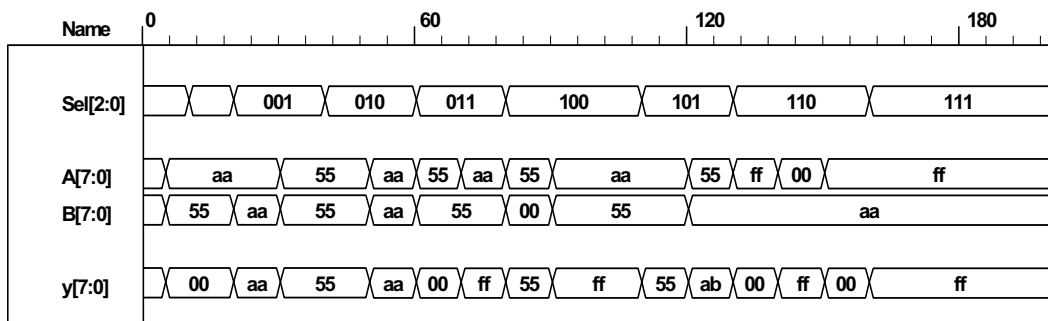 Name 0 60 120 180
Sel[2:0] 001 010 011 100 101 110 111
A[7:0] aa 55 aa 55 aa 55 aa 55 ff 00 ff
B[7:0] 55 aa 55 aa 55 00 55 aa
y[7:0] 00 aa 55 aa 00 ff 55 ff 55 ab 00 ff 00 ff